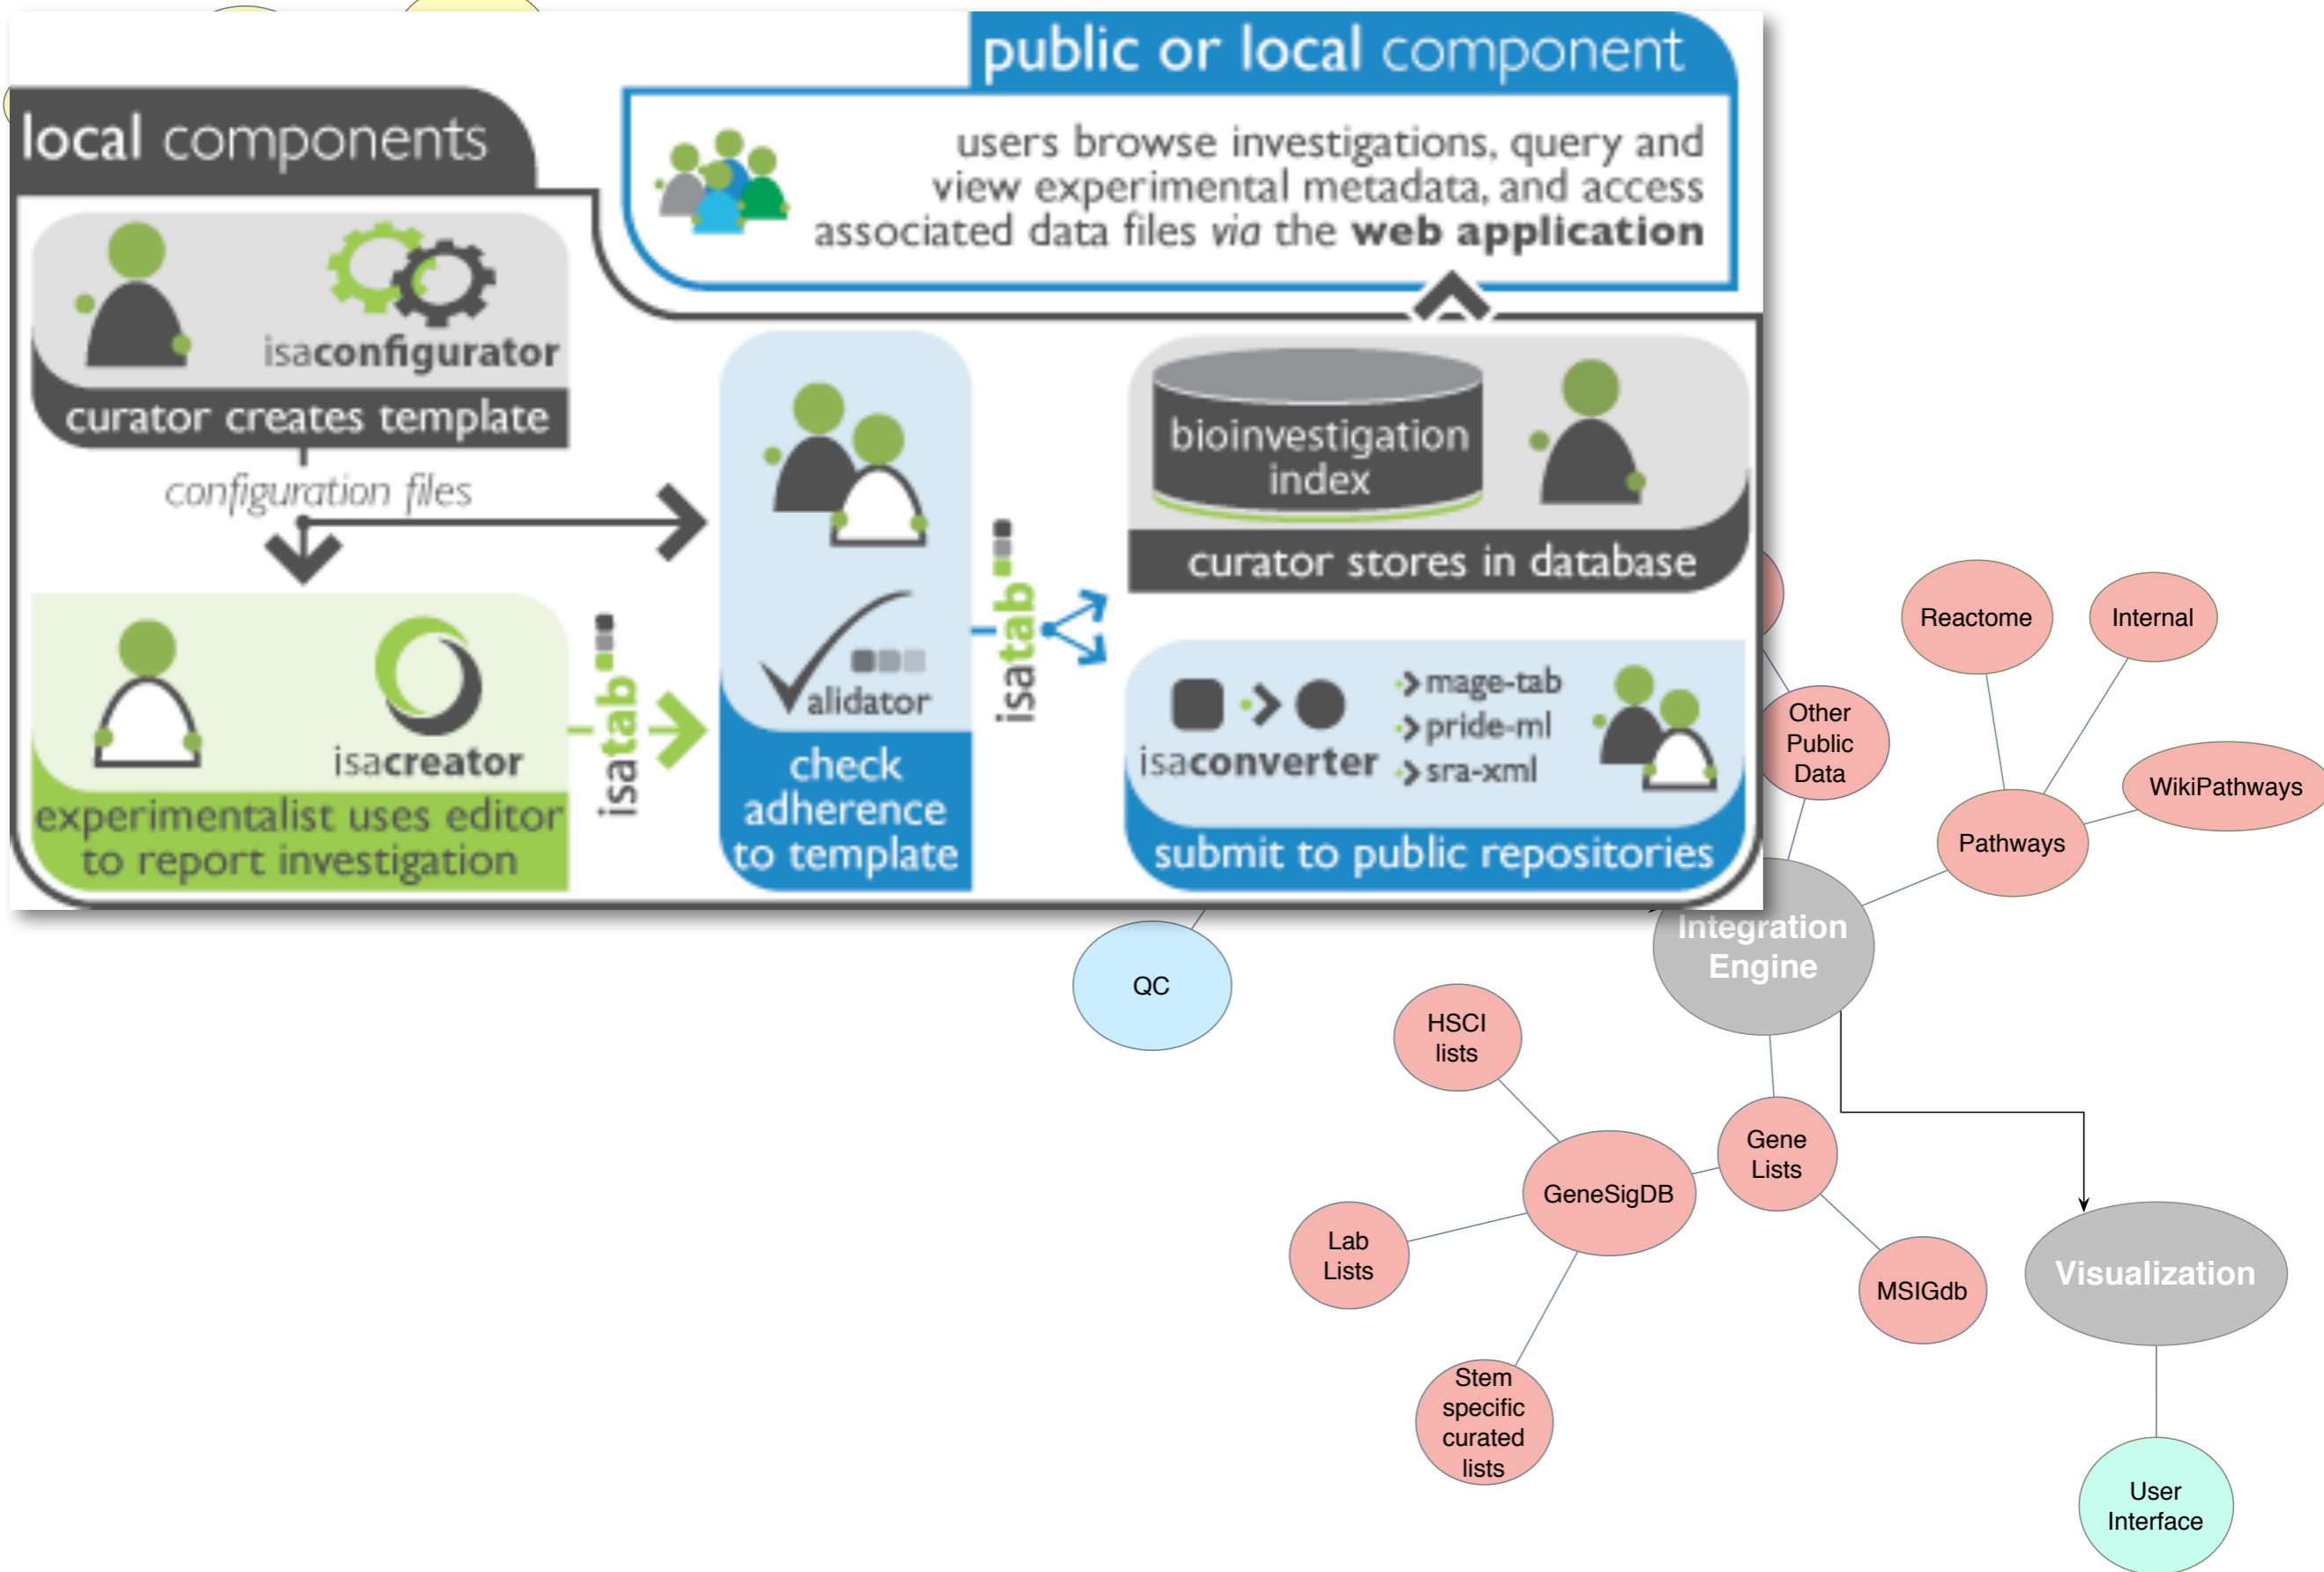 public or local component
users browse investigations, query and
view experimental metadata, and access
associated data files via the web application
local components
isaconfigurator
curator creates template
configuration files
isacreator
experimentalist uses editor
to report investigation
isatab
validator
check
adherence
to template
isatab
bioinvestigation
index
curator stores in database
isaconverter
mage-tab
pride-ml
sra-xml
submit to public repositories
Reactome
Internal
Other
Public
Data
WikiPathways
Pathways
Integration
Engine
QC
HSCI
lists
Gene
Lists
GeneSigDB
Lab
Lists
MSIGdb
Visualization
Stem
specific
curated
lists
User
Interface